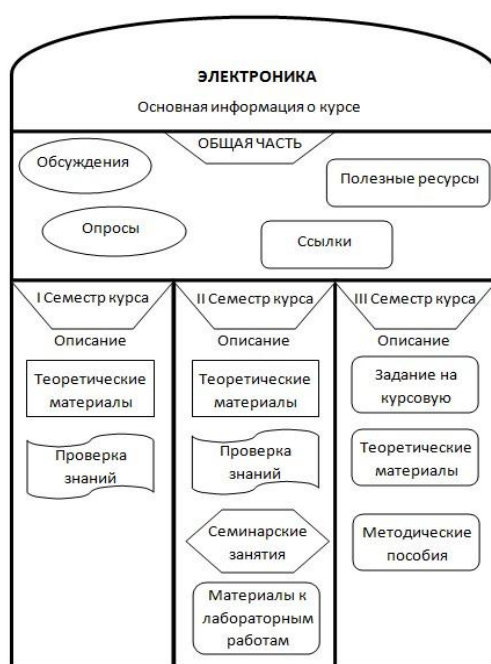 ЭЛЕКТРОНИКА
Основная информация о курсе
ОБЩАЯ ЧАСТЬ
Обсуждения
Полезные ресурсы
Опросы
Ссылки
I Семестр курса
Описание
Теоретические
материалы
Проверка
знаний
II Семестр курса
Описание
Теоретические
материалы
Проверка
знаний
Семинарские
занятия
Материалы к
лабораторным
работам
III Семестр курса
Описание
Задание на
курсовую
Теоретические
материалы
Методические
пособия